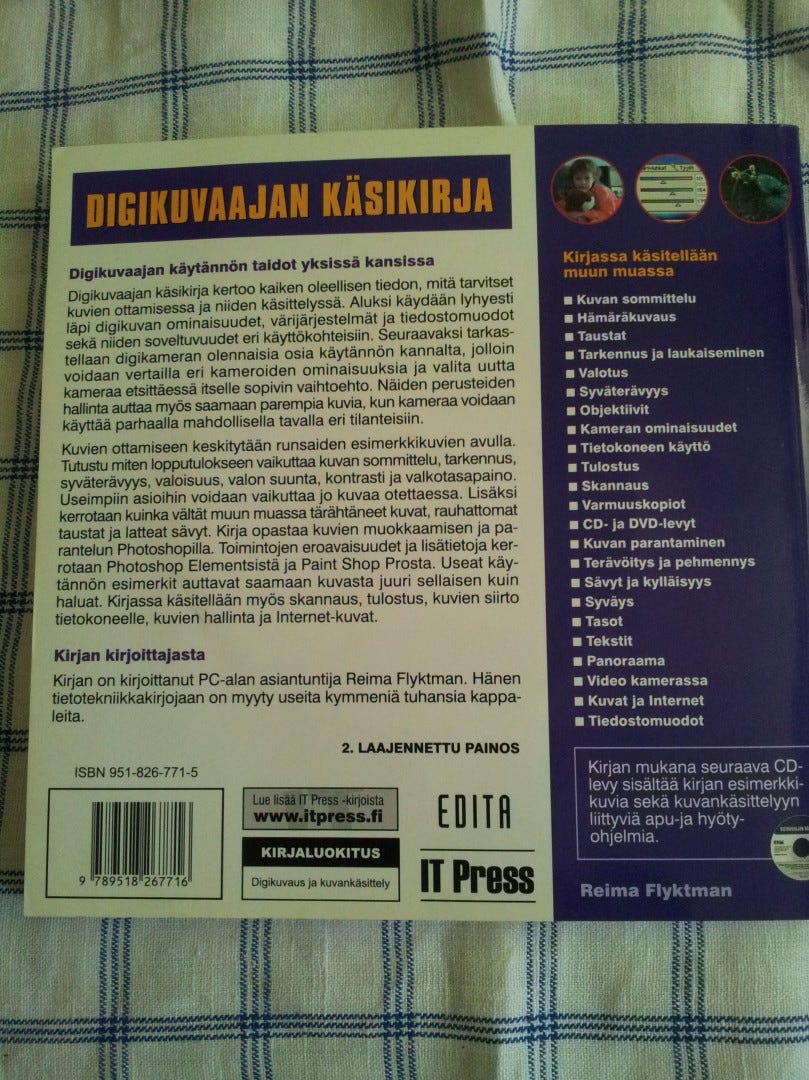 DIGIKUVAAJAN KÄSIKIRJA
Digikuvaajan käytännön taidot yksissä kansissa
Digikuvaajan käsikirja kertoo kaiken oleellisen tiedon, mitä tarvitset
kuvien ottamisessa ja niiden käsittelyssä. Aluksi käydään lyhyesti
läpi digikuvan ominaisuudet, värijärjestelmät ja tiedostomuodot
sekä niiden soveltuvuudet eri käyttökohteisiin. Seuraavaksi tarkas-
tellaan digikameran olennaisia osia käytännön kannalta, jolloin
voidaan vertailla eri kameroiden ominaisuuksia ja valita uutta
kameraa etsittäessä itselle sopivin vaihtoehto. Näiden perusteiden
hallinta auttaa myös saamaan parempia kuvia, kun kameraa voidaan
käyttää parhaalla mahdollisella tavalla eri tilanteisiin.
Kuvien ottamiseen keskitytään runsaiden esimerkkikuvien avulla.
Tutustu miten lopputulokseen vaikuttaa kuvan sommittelu, tarkennus,
syväterävyys, valoisuus, valon suunta, kontrasti ja valkotasapaino.
Useimpiin asioihin voidaan vaikuttaa jo kuvaa otettaessa. Lisäksi
kerrotaan kuinka vältät muun muassa tärähtäneet kuvat, rauhattomat
taustat ja latteat sävyt. Kirja opastaa kuvien muokkaamisen ja pa-
rantelun Photoshopilla. Toimintojen eroavaisuudet ja lisätietoja ker-
rotaan Photoshop Elementsistä ja Paint Shop Prosta. Useat käy-
tännön esimerkit auttavat saamaan kuvasta juuri sellaisen kuin
haluat. Kirjassa käsitellään myös skannaus, tulostus, kuvien siirto
tietokoneelle, kuvien hallinta ja Internet-kuvat.
Kirjan kirjoittajasta
Kirjan on kirjoittanut PC-alan asiantuntija Reima Flyktman. Hänen
tietotekniikkakirjojaan on myyty useita kymmeniä tuhansia kappa-
leita.
2. LAAJENNETTU PAINOS
ISBN 951-826-771-5
9 789518 267716
Lue lisää IT Press -kirjoista
www.itpress.fi
KIRJALUOKITUS
Digikuvaus ja kuvankäsittely
EDITA
IT Press
Kirjassa käsitellään
muun muassa
■ Kuvan sommittelu
■ Hämäräkuvaus
■ Taustat
■ Tarkennus ja laukaiseminen
■ Valotus
■ Syväterävyys
■ Objektiivit
■ Kameran ominaisuudet
■ Tietokoneen käyttö
■ Tulostus
■ Skannaus
■ Varmuuskopiot
■ CD- ja DVD-levyt
■ Kuvan parantaminen
■ Terävöitys ja pehmennys
■ Sävyt ja kylläisyys
■ Syväys
■ Tasot
■ Tekstit
■ Panoraama
■ Video kamerassa
■ Kuvat ja Internet
■ Tiedostomuodot
Kirjan mukana seuraava CD-
levy sisältää kirjan esimerkki-
kuvia sekä kuvankäsittelyyn
liittyviä apu-ja hyöty-
ohjelmia.
Reima Flyktman